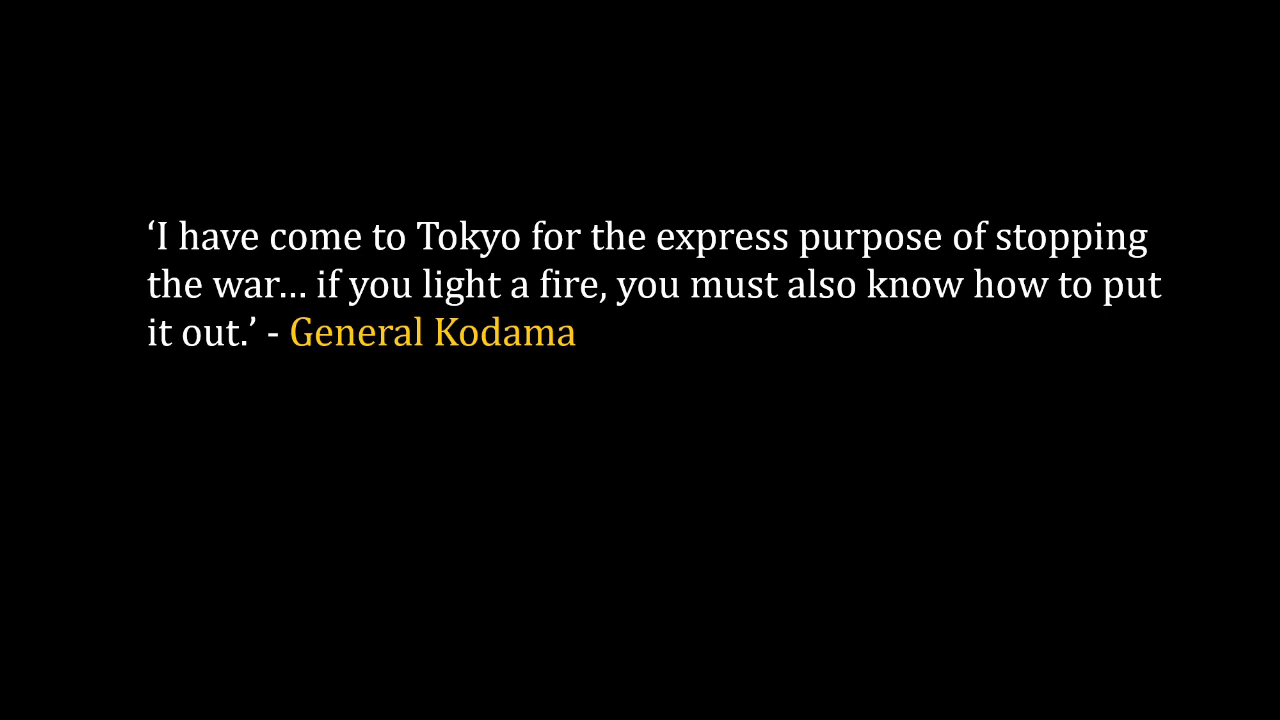 ‘I have come to Tokyo for the express purpose of stopping
the war… if you light a fire, you must also know how to put
it out.’ - General Kodama